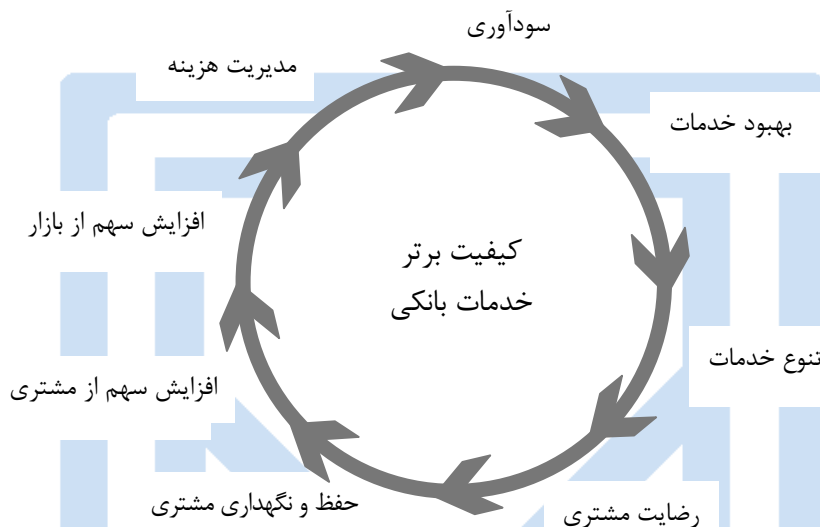 سودآوری
مدیریت هزینه
بهبود خدمات
افزایش سهم از بازار
کیفیت برتر
خدمات بانکی
تنوع خدمات
افزایش سهم از مشتری
حفظ و نگهداری مشتری
رضایت مشتری